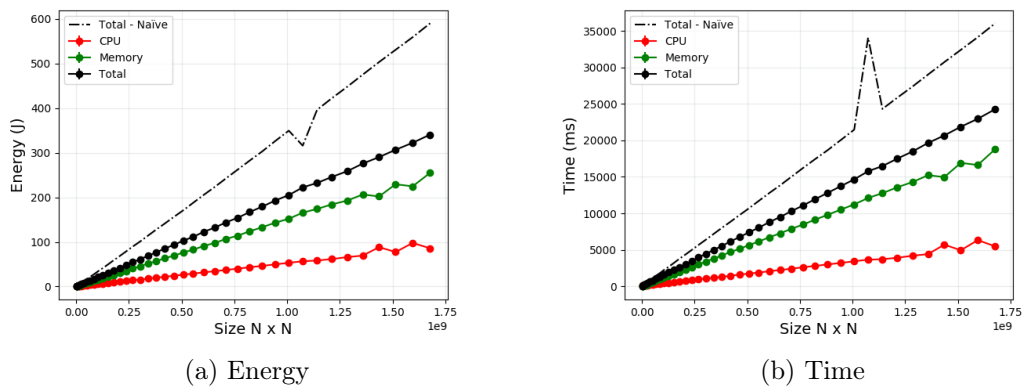 600
500
400
300
200
100
0
Energy (J)
Total - Naïve
CPU
Memory
Total
0.00 0.25 0.50 0.75 1.00 1.25 1.50 1.75
1e9
Size N x N
(a) Energy
35000
30000
25000
20000
15000
10000
5000
0
Time (ms)
Total - Naïve
CPU
Memory
Total
0.00 0.25 0.50 0.75 1.00 1.25 1.50 1.75
1e9
Size N x N
(b) Time